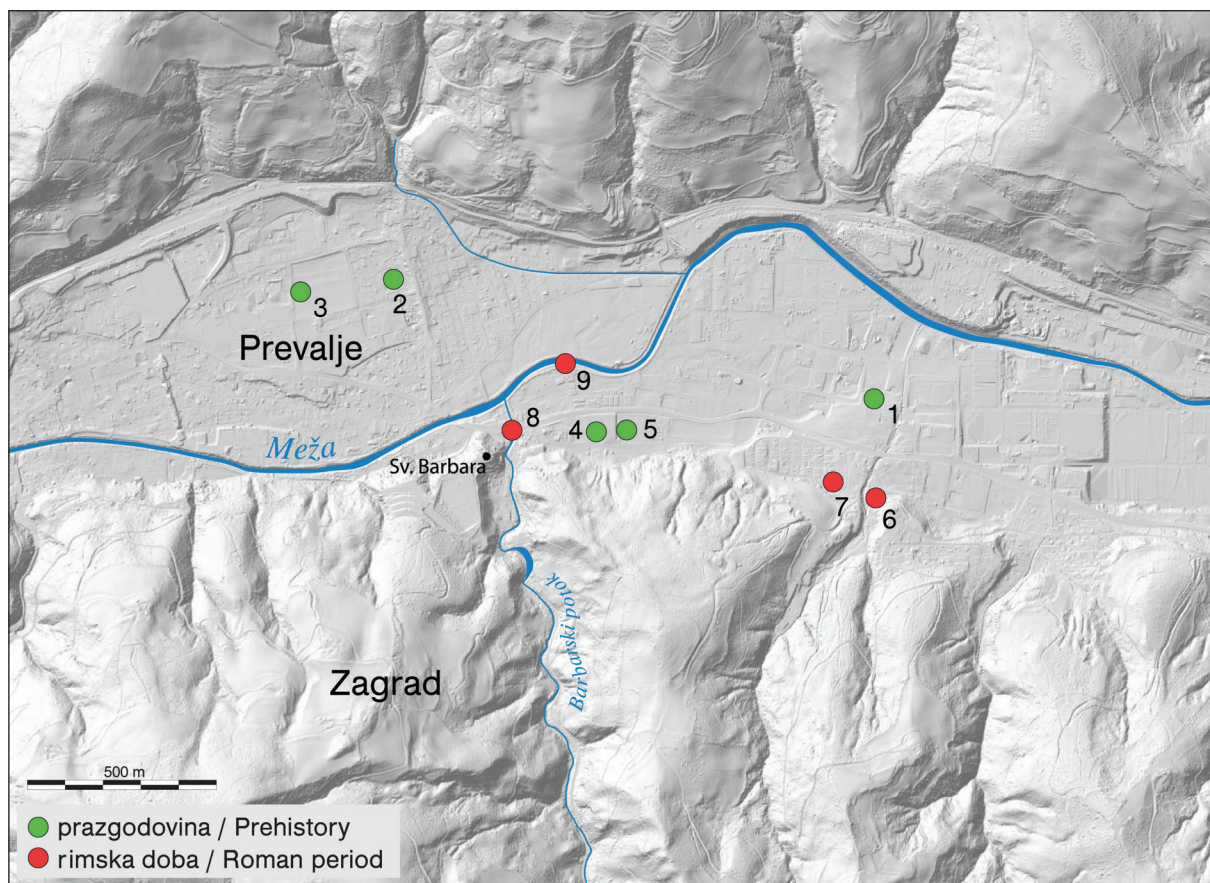 2
3
Prevalje
9
1
8
4
5
Meža
Sv. Barbara
7
6
Barbarski potok
Zagrad
500 m
prazgodovina / Prehistory
rimska doba / Roman period